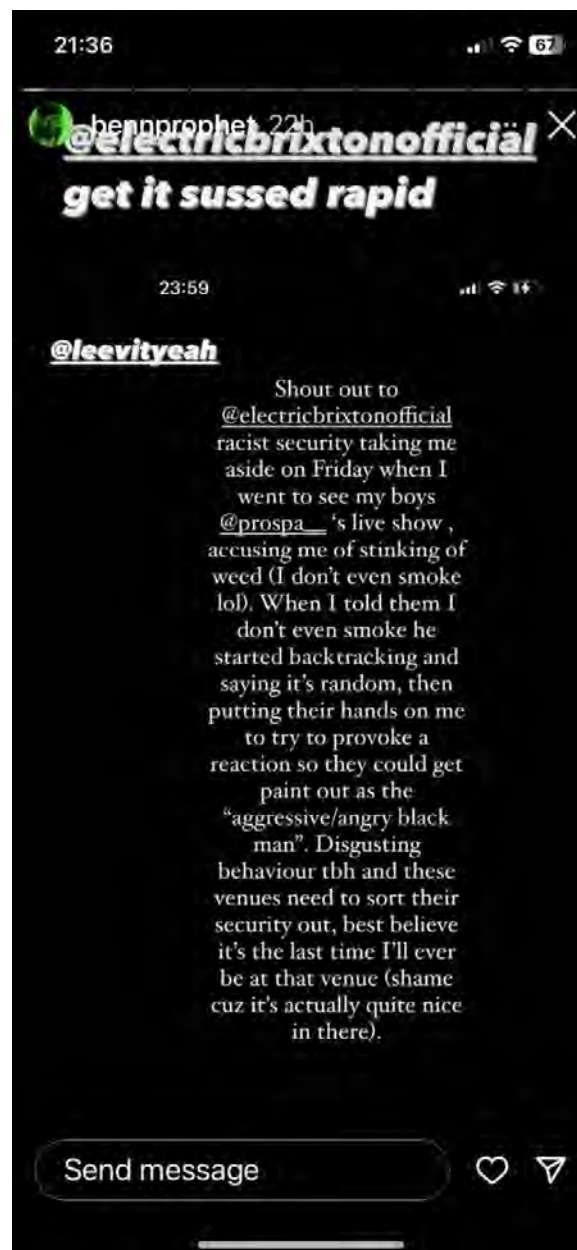 21:36
67
bennprophet 22h
@electricbrixtonofficial
get it sussed rapid
23:59
@leevityeah
Shout out to
@electricbrixtonofficial
racist security taking me
aside on Friday when I
went to see my boys
@prospa__ 's live show ,
accusing me of stinking of
weed (I don't even smoke
lol). When I told them I
don't even smoke he
started backtracking and
saying it's random, then
putting their hands on me
to try to provoke a
reaction so they could get
paint out as the
“aggressive/angry black
man”. Disgusting
behaviour tbh and these
venues need to sort their
security out, best believe
it's the last time I'll ever
be at that venue (shame
cuz it's actually quite nice
in there).
Send message